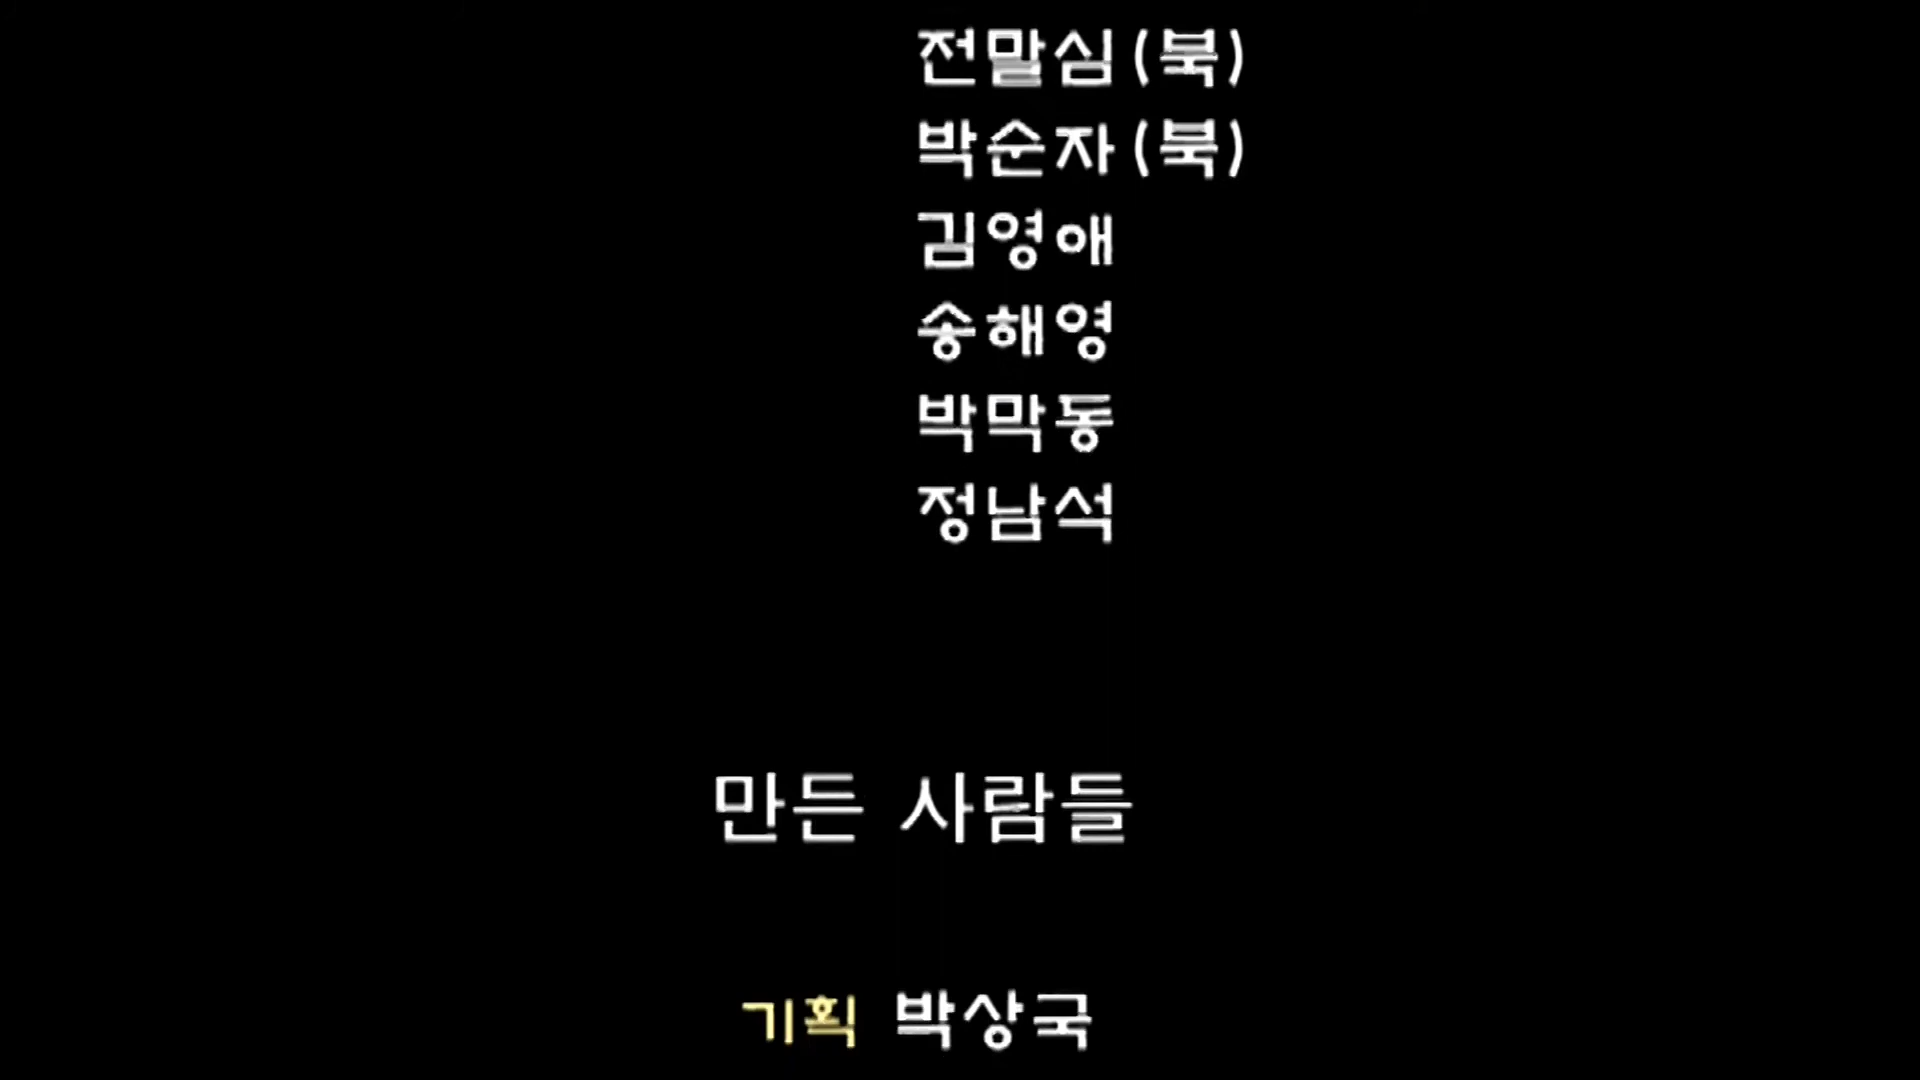 전말심(북)
박순자(북)
김영애
송해영
박막동
정남석
만든 사람들
기획 박상국